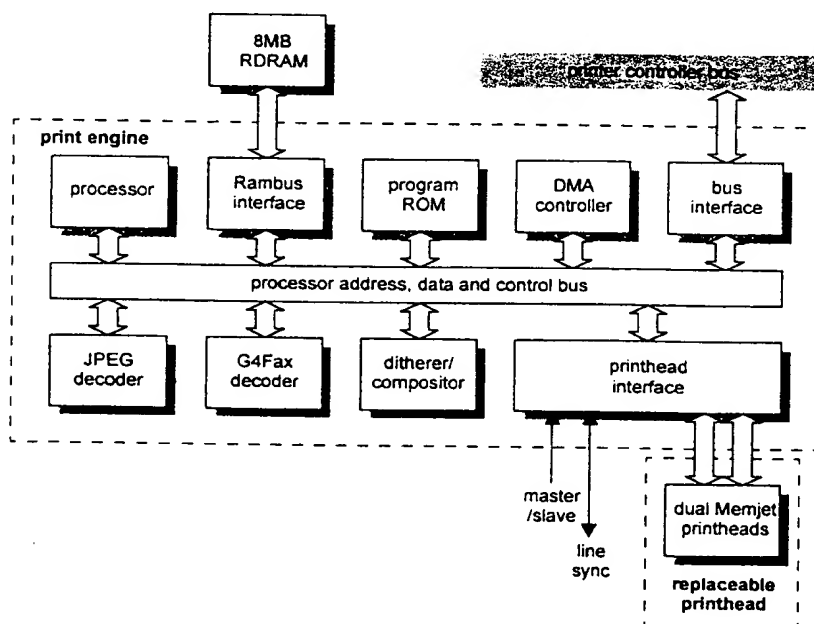 8MB
RDRAM
printer controller bus
print engine
processor
Rambus
interface
program
ROM
DMA
controller
bus
interface
processor address, data and control bus
JPEG
decoder
G4Fax
decoder
ditherer/
compositor
printhead
interface
master
/slave
line
sync
dual Memjet
printheads
replaceable
printhead